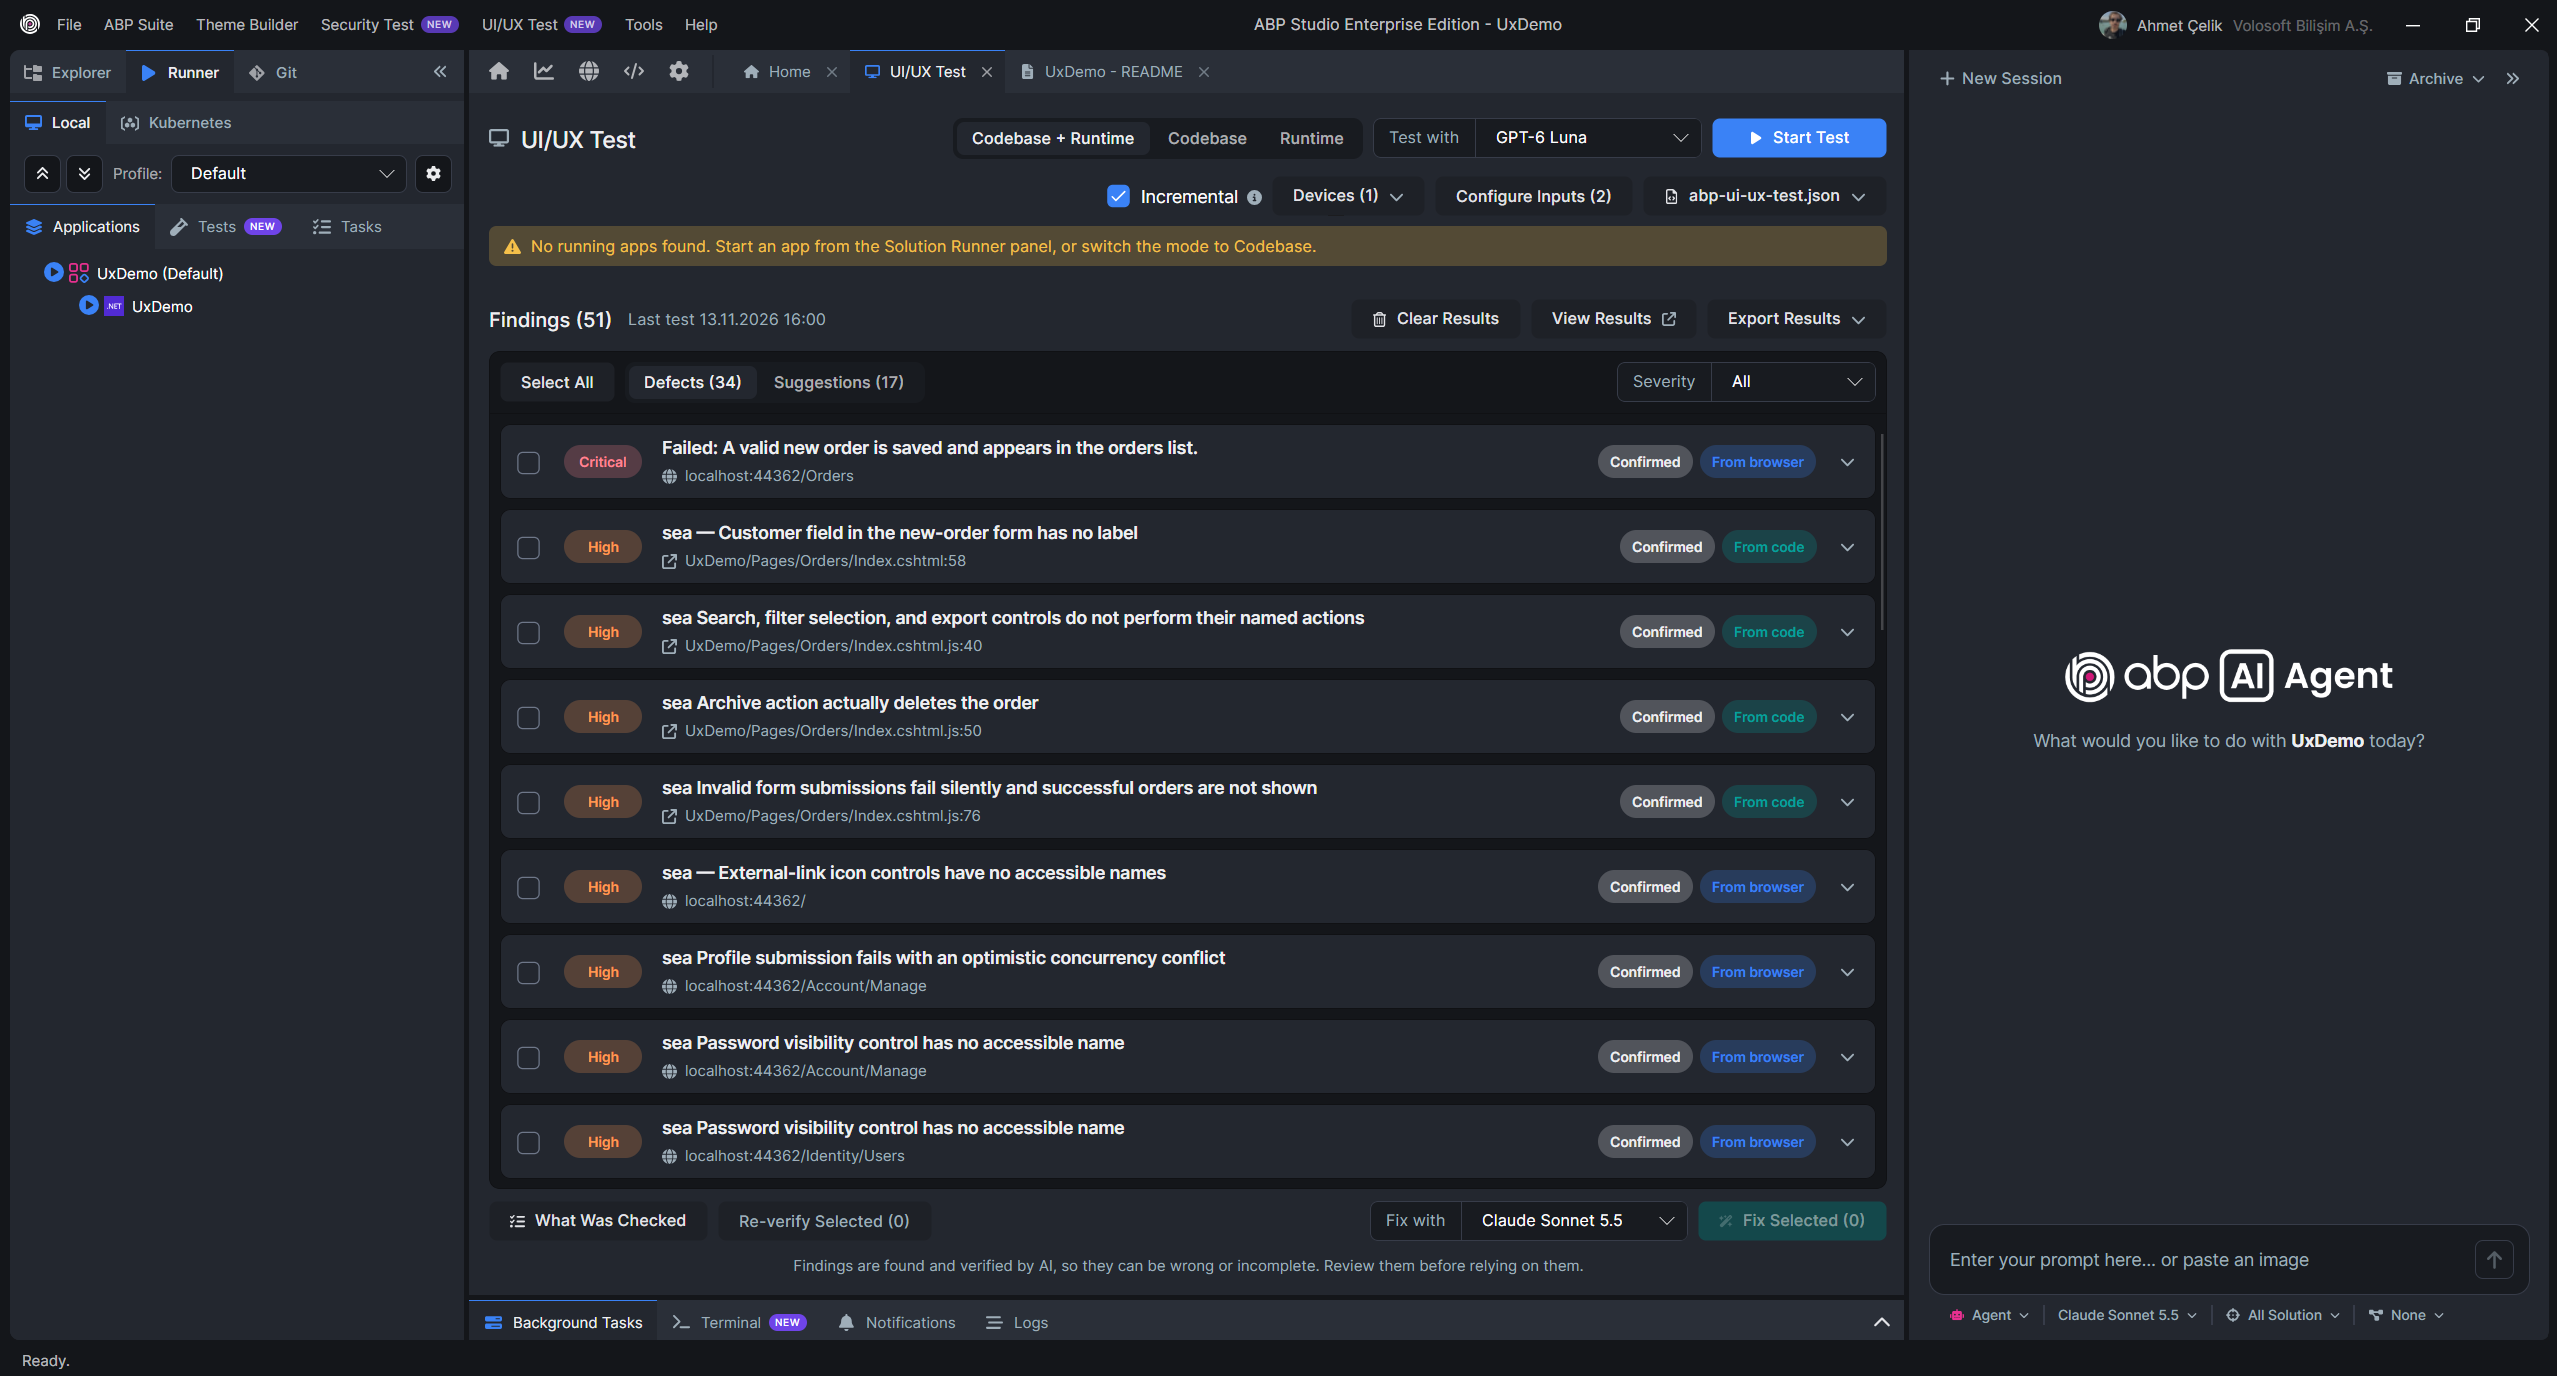 File ABP Suite Theme Builder Security Test NEW UI/UX Test NEW Tools Help
ABP Studio Enterprise Edition - UxDemo
Ahmet Çelik Volosoft Bilişim A.Ş.
Explorer Runner Git
Local Kubernetes
Profile: Default
Applications Tests NEW Tasks
UxDemo (Default)
.NET UxDemo
Home UI/UX Test UxDemo - README
UI/UX Test
Codebase + Runtime Codebase Runtime
Test with GPT-6 Luna
Start Test
Incremental Devices (1) Configure Inputs (2) abp-ui-ux-test.json
No running apps found. Start an app from the Solution Runner panel, or switch the mode to Codebase.
Findings (51) Last test 13.11.2026 16:00
Clear Results View Results Export Results
Select All Defects (34) Suggestions (17)
Severity All
Critical Failed: A valid new order is saved and appears in the orders list. Confirmed From browser
localhost:44362/Orders
High sea — Customer field in the new-order form has no label Confirmed From code
UxDemo/Pages/Orders/Index.cshtml:58
High sea Search, filter selection, and export controls do not perform their named actions Confirmed From code
UxDemo/Pages/Orders/Index.cshtml.js:40
High sea Archive action actually deletes the order Confirmed From code
UxDemo/Pages/Orders/Index.cshtml.js:50
High sea Invalid form submissions fail silently and successful orders are not shown Confirmed From code
UxDemo/Pages/Orders/Index.cshtml.js:76
High sea — External-link icon controls have no accessible names Confirmed From browser
localhost:44362/
High sea Profile submission fails with an optimistic concurrency conflict Confirmed From browser
localhost:44362/Account/Manage
High sea Password visibility control has no accessible name Confirmed From browser
localhost:44362/Account/Manage
High sea Password visibility control has no accessible name Confirmed From browser
localhost:44362/Identity/Users
What Was Checked Re-verify Selected (0)
Fix with Claude Sonnet 5.5 Fix Selected (0)
Findings are found and verified by AI, so they can be wrong or incomplete. Review them before relying on them.
Background Tasks Terminal NEW Notifications Logs
New Session Archive
abp AI Agent
What would you like to do with UxDemo today?
Enter your prompt here... or paste an image
Agent Claude Sonnet 5.5 All Solution None
Ready.